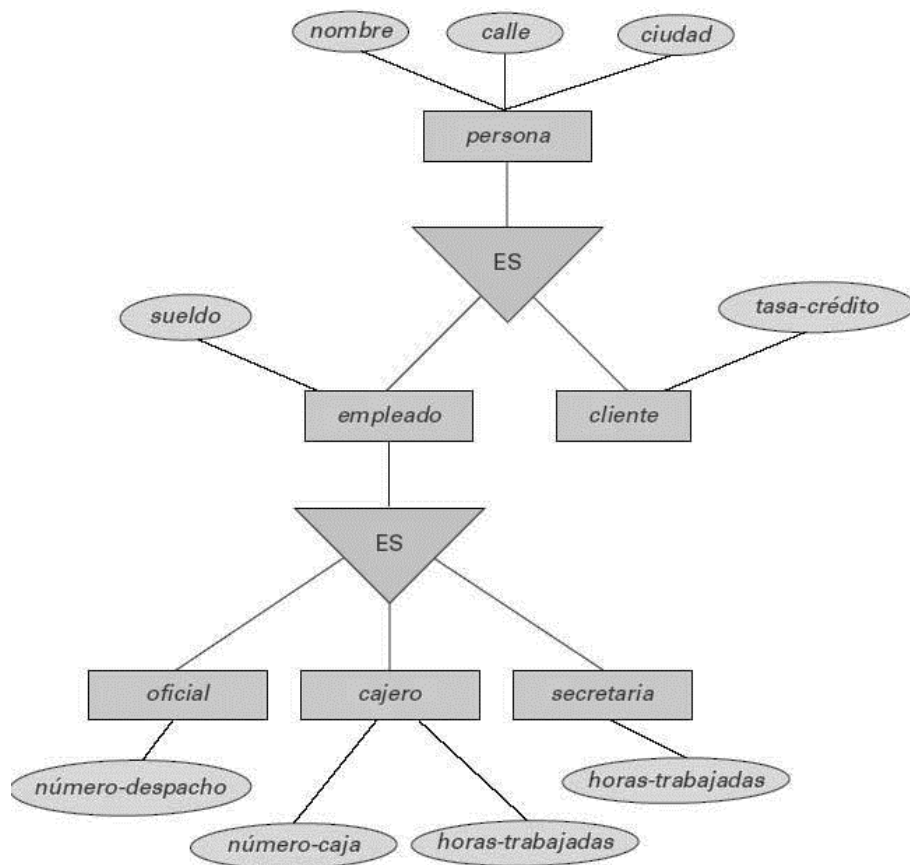 nombre
calle
ciudad
persona
ES
sueldo
tasa-crédito
empleado
cliente
ES
oficial
cajero
secretaria
número-despacho
horas-trabajadas
número-caja
horas-trabajadas